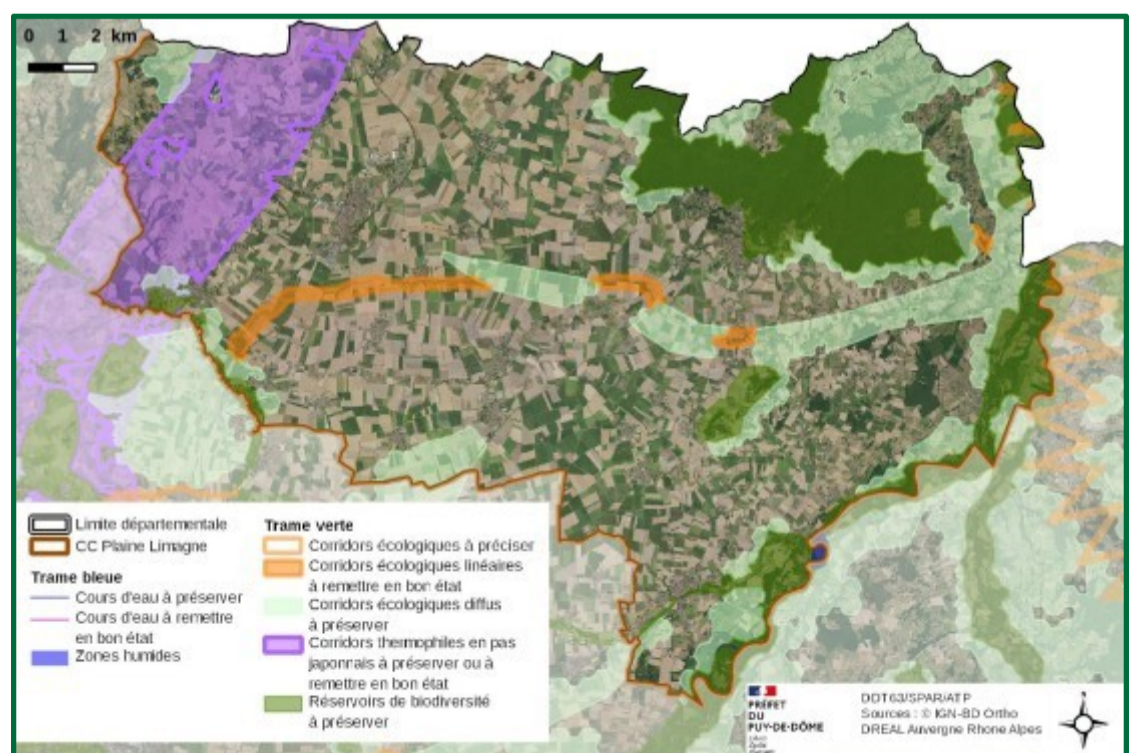 0 1 2 km
Limite départementale
CC Plaine Limagne
Trame bleue
Cours d'eau à préserver
Cours d'eau à remettre
en bon état
Zones humides
Trame verte
Corridors écologiques à préciser
Corridors écologiques linéaires
à remettre en bon état
Corridors écologiques diffus
à préserver
Corridors thermophiles en pas
japonnais à préserver ou à
remettre en bon état
Réservoirs de biodiversité
à préserver
PRÉFET
DU
PUY-DE-DÔME
DDT63/SPAR/ATP
Sources : © IGN-BD Ortho
DREAL Auvergne Rhone Alpes